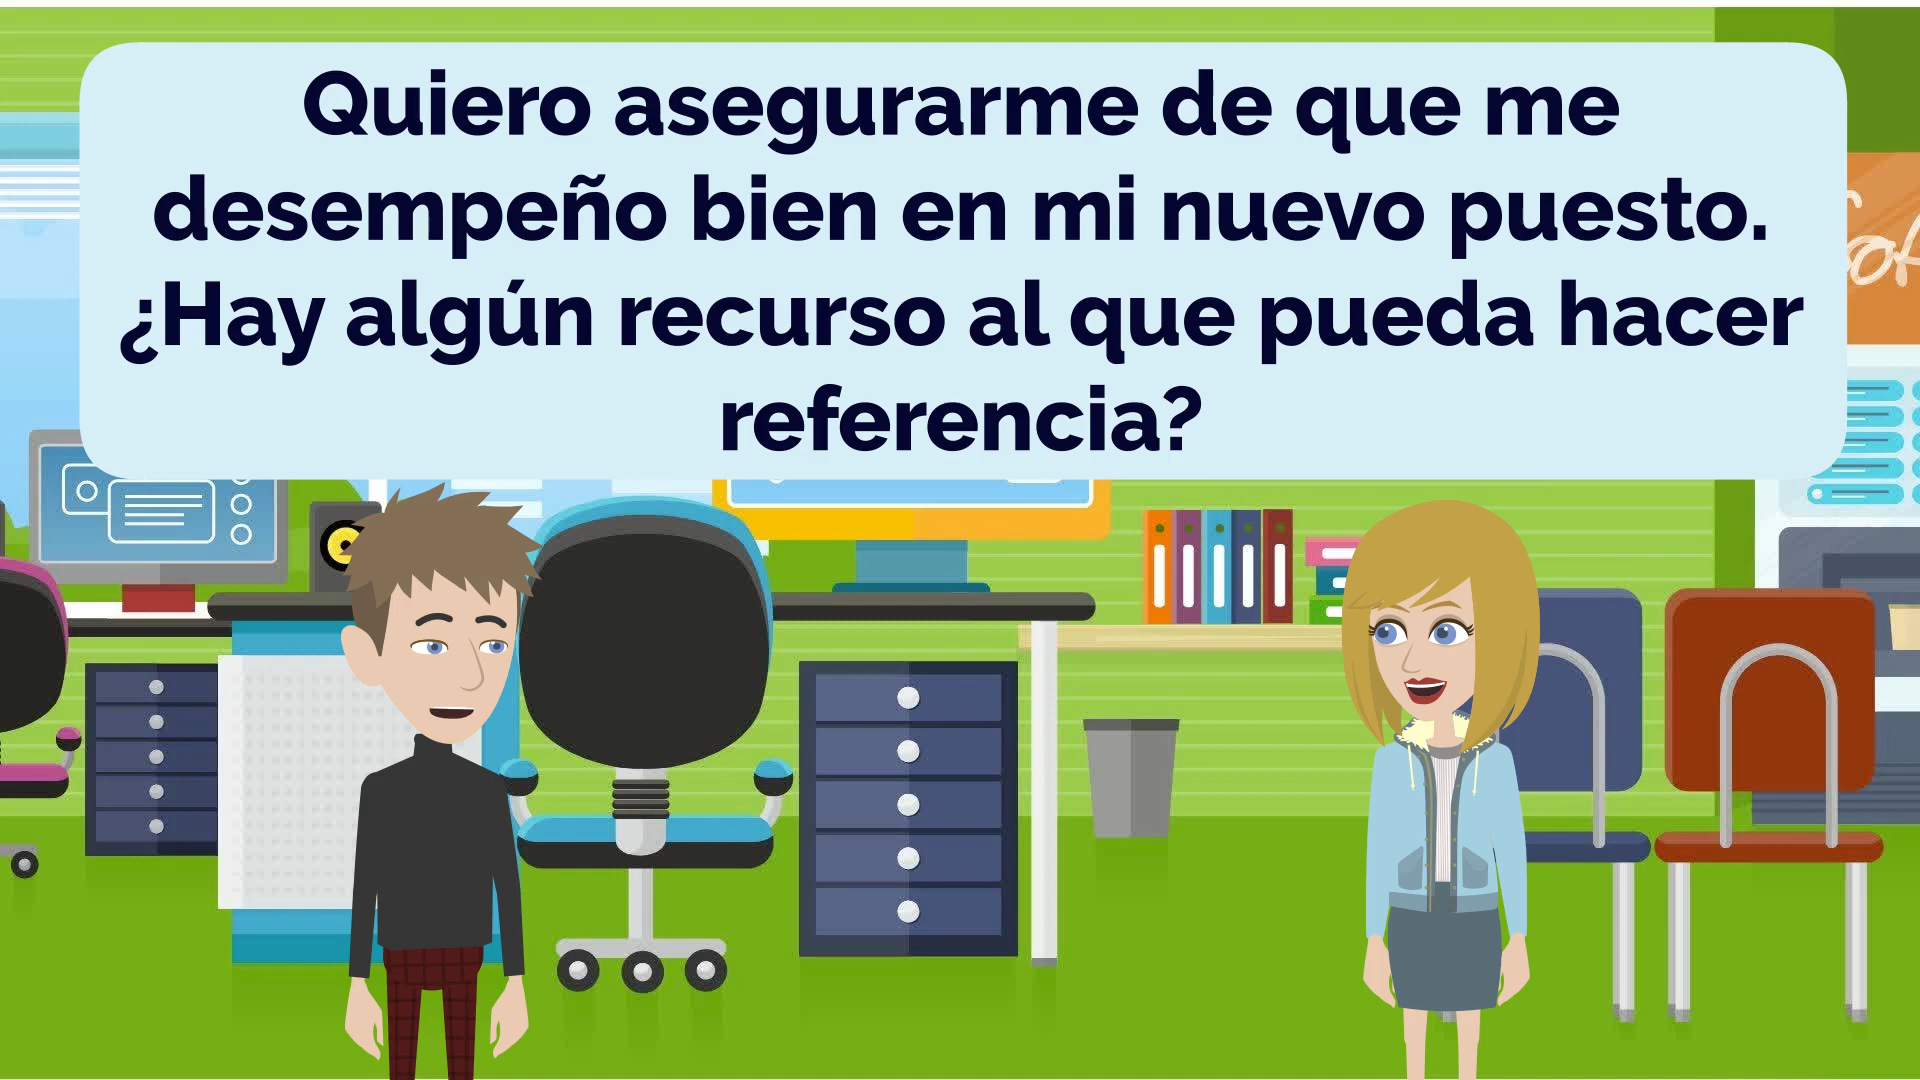 Quiero asegurarme de que me
desempeño bien en mi nuevo puesto.
¿Hay algún recurso al que pueda hacer
referencia?